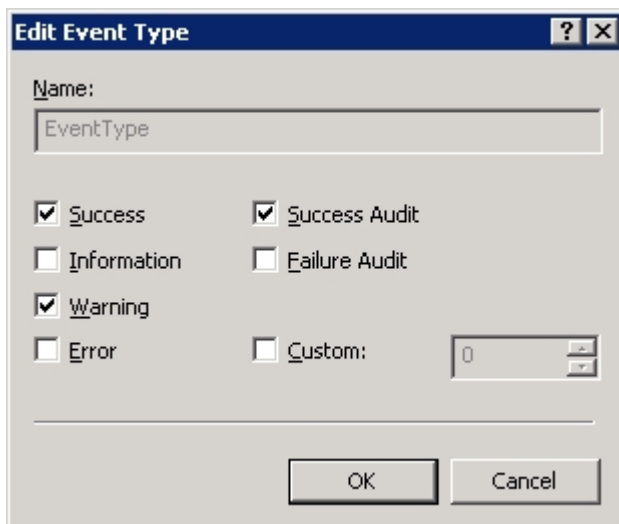 Edit Event Type
Name:
EventType
Success
Success Audit
Information
Failure Audit
Warning
Error
Custom:
0
OK
Cancel